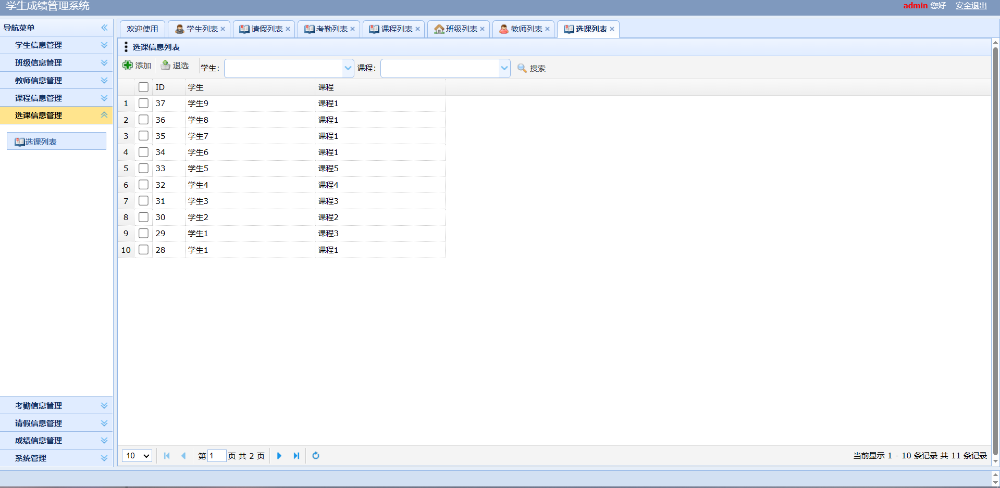 学生成绩管理系统 admin 您好 安全退出
导航菜单
学生信息管理
班级信息管理
教师信息管理
课程信息管理
选课信息管理
选课列表
考勤信息管理
请假信息管理
成绩信息管理
系统管理
欢迎使用 学生列表 请假列表 考勤列表 课程列表 班级列表 教师列表 选课列表
选课信息列表
添加 退选 学生: 课程: 搜索
ID 学生 课程
1 37 学生9 课程1
2 36 学生8 课程1
3 35 学生7 课程1
4 34 学生6 课程1
5 33 学生5 课程5
6 32 学生4 课程4
7 31 学生3 课程3
8 30 学生2 课程2
9 29 学生1 课程3
10 28 学生1 课程1
10 第 1 页 共 2 页 当前显示 1 - 10 条记录 共 11 条记录